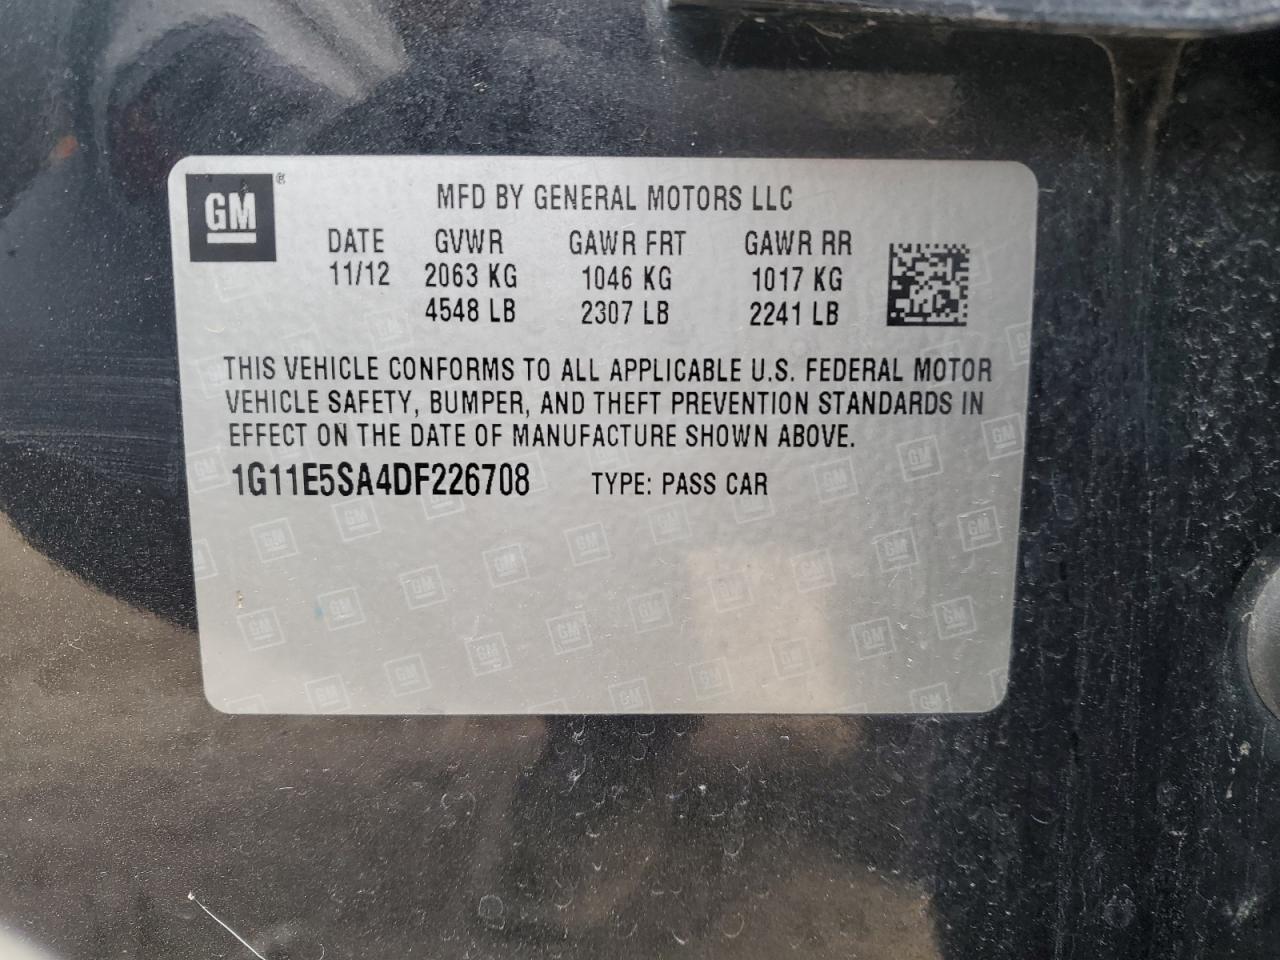 GM ®
MFD BY GENERAL MOTORS LLC
DATE GVWR GAWR FRT GAWR RR
11/12 2063 KG 1046 KG 1017 KG
4548 LB 2307 LB 2241 LB
THIS VEHICLE CONFORMS TO ALL APPLICABLE U.S. FEDERAL MOTOR
VEHICLE SAFETY, BUMPER, AND THEFT PREVENTION STANDARDS IN
EFFECT ON THE DATE OF MANUFACTURE SHOWN ABOVE.
1G11E5SA4DF226708 TYPE: PASS CAR